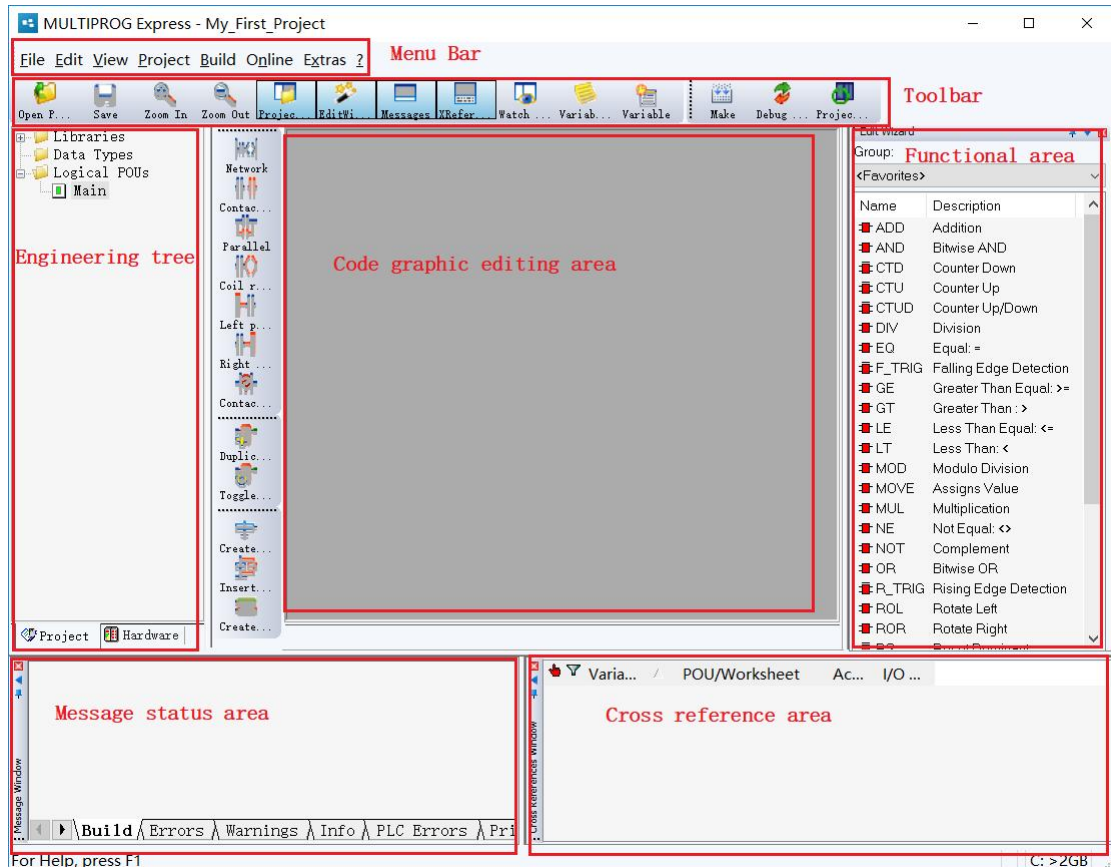 MULTIPROG Express - My_First_Project
File Edit View Project Build Online Extras ?
Menu Bar
Open P... Save Zoom In Zoom Out Projec... EditWi... Messages XRefer... Watch ... Variab... Variable Make Debug ... Projec...
Toolbar
Libraries
Data Types
Logical POUs
Main
Engineering tree
Project Hardware
Network
Contac...
Parallel
Coil r...
Left p...
Right ...
Contac...
Duplic...
Toggle...
Create...
Insert...
Create...
Code graphic editing area
Edit Wizard
Group:
Functional area
<Favorites>
Name Description
ADD Addition
AND Bitwise AND
CTD Counter Down
CTU Counter Up
CTUD Counter Up/Down
DIV Division
EQ Equal: =
F_TRIG Falling Edge Detection
GE Greater Than Equal: >=
GT Greater Than : >
LE Less Than Equal: <=
LT Less Than: <
MOD Modulo Division
MOVE Assigns Value
MUL Multiplication
NE Not Equal: <>
NOT Complement
OR Bitwise OR
R_TRIG Rising Edge Detection
ROL Rotate Left
ROR Rotate Right
Message Window
Message status area
Build Errors Warnings Info PLC Errors Pri
Cross References Window
Varia... / POU/Worksheet Ac... I/O ...
Cross reference area
For Help, press F1
C: >2GB